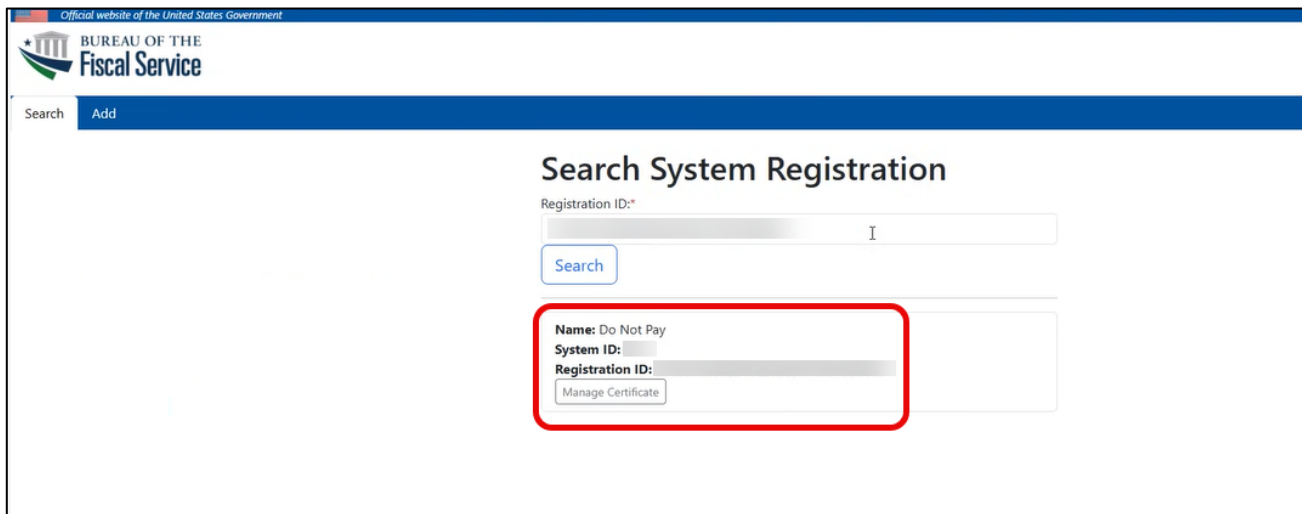 Official website of the United States Government
BUREAU OF THE
Fiscal Service
Search Add
Search System Registration
Registration ID:*
Search
Name: Do Not Pay
System ID:
Registration ID:
Manage Certificate